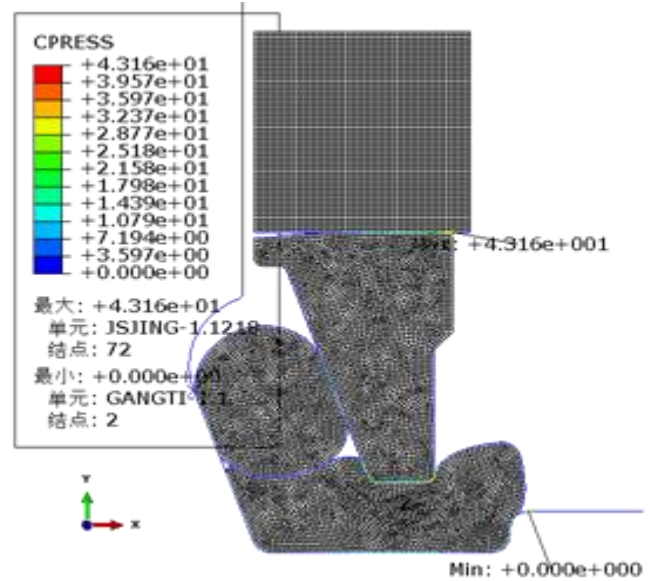 CPRESS
+4.316e+01
+3.957e+01
+3.597e+01
+3.237e+01
+2.877e+01
+2.518e+01
+2.158e+01
+1.798e+01
+1.439e+01
+1.079e+01
+7.194e+00
+3.597e+00
+0.000e+00
最大: +4.316e+01
单元: JSJING-1.1218
结点: 72
最小: +0.000e+00
单元: GANGTI-1.1
结点: 2
+4.316e+001
Y
X
Min: +0.000e+000